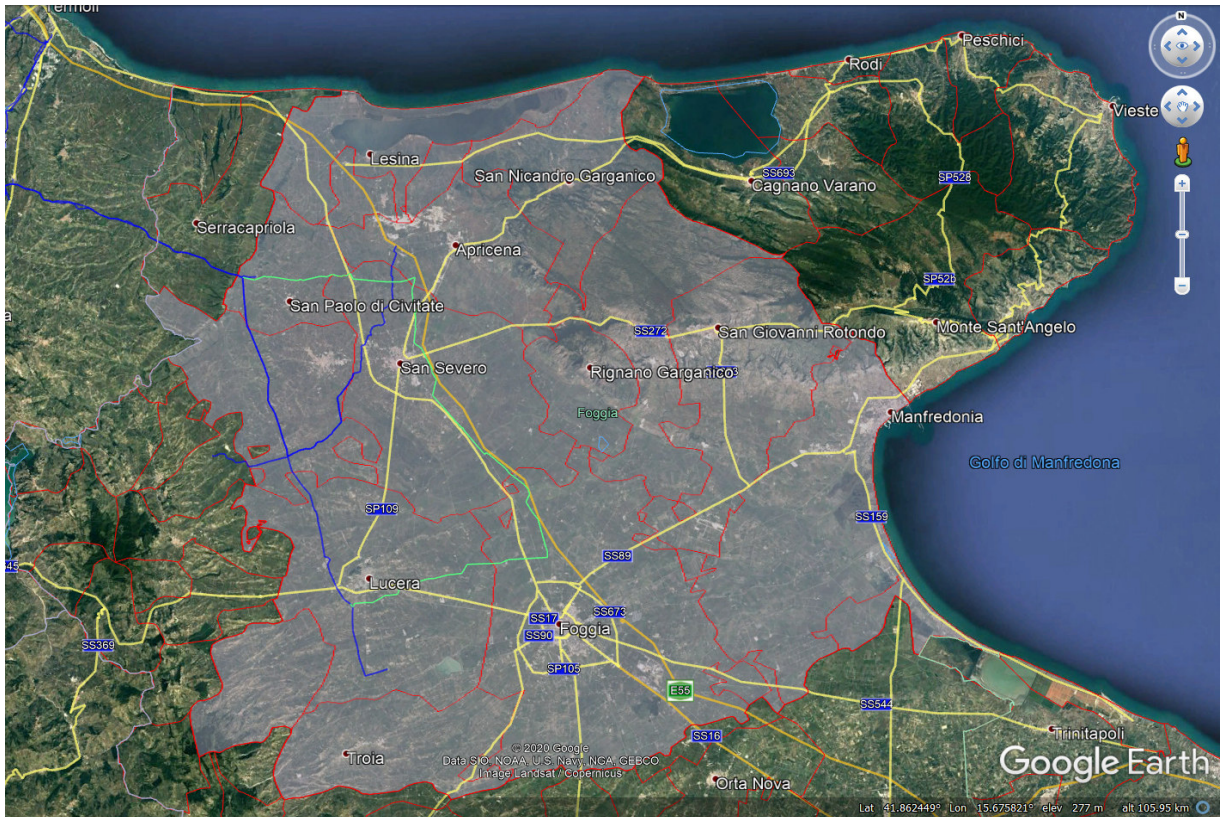 Termoli
Peschici
N
Rodi
Vieste
Lesina
SS693
SP528
San Nicandro Garganico
Cagnano Varano
Serracapriola
Apricena
SP52b
San Paolo di Civitate
SS272
San Giovanni Rotondo
Monte Sant'Angelo
San Severo
Rignano Garganico
Foggia
Manfredonia
Golfo di Manfredona
SP109
SS159
SS89
Lucera
SS17
SS673
Foggia
SS90
SS369
SP105
E55
SS544
SS16
Trinitapoli
Troia
© 2020 Google
Data SIO, NOAA, U.S. Navy, NGA, GEBCO
Image Landsat / Copernicus
Google Earth
Orta Nova
Lat 41.862449° Lon 15.675821° elev 277 m alt 105.95 km